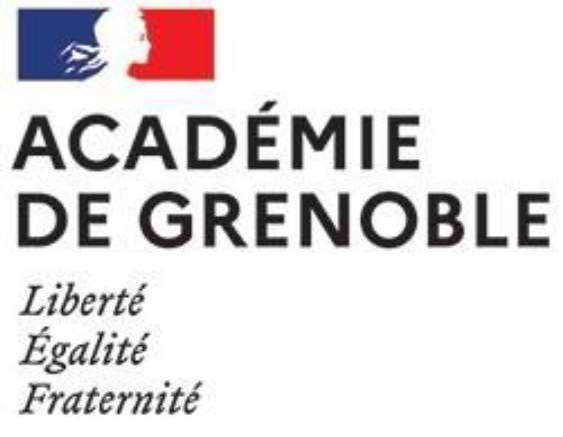 ACADÉMIE
DE GRENOBLE
Liberté
Égalité
Fraternité